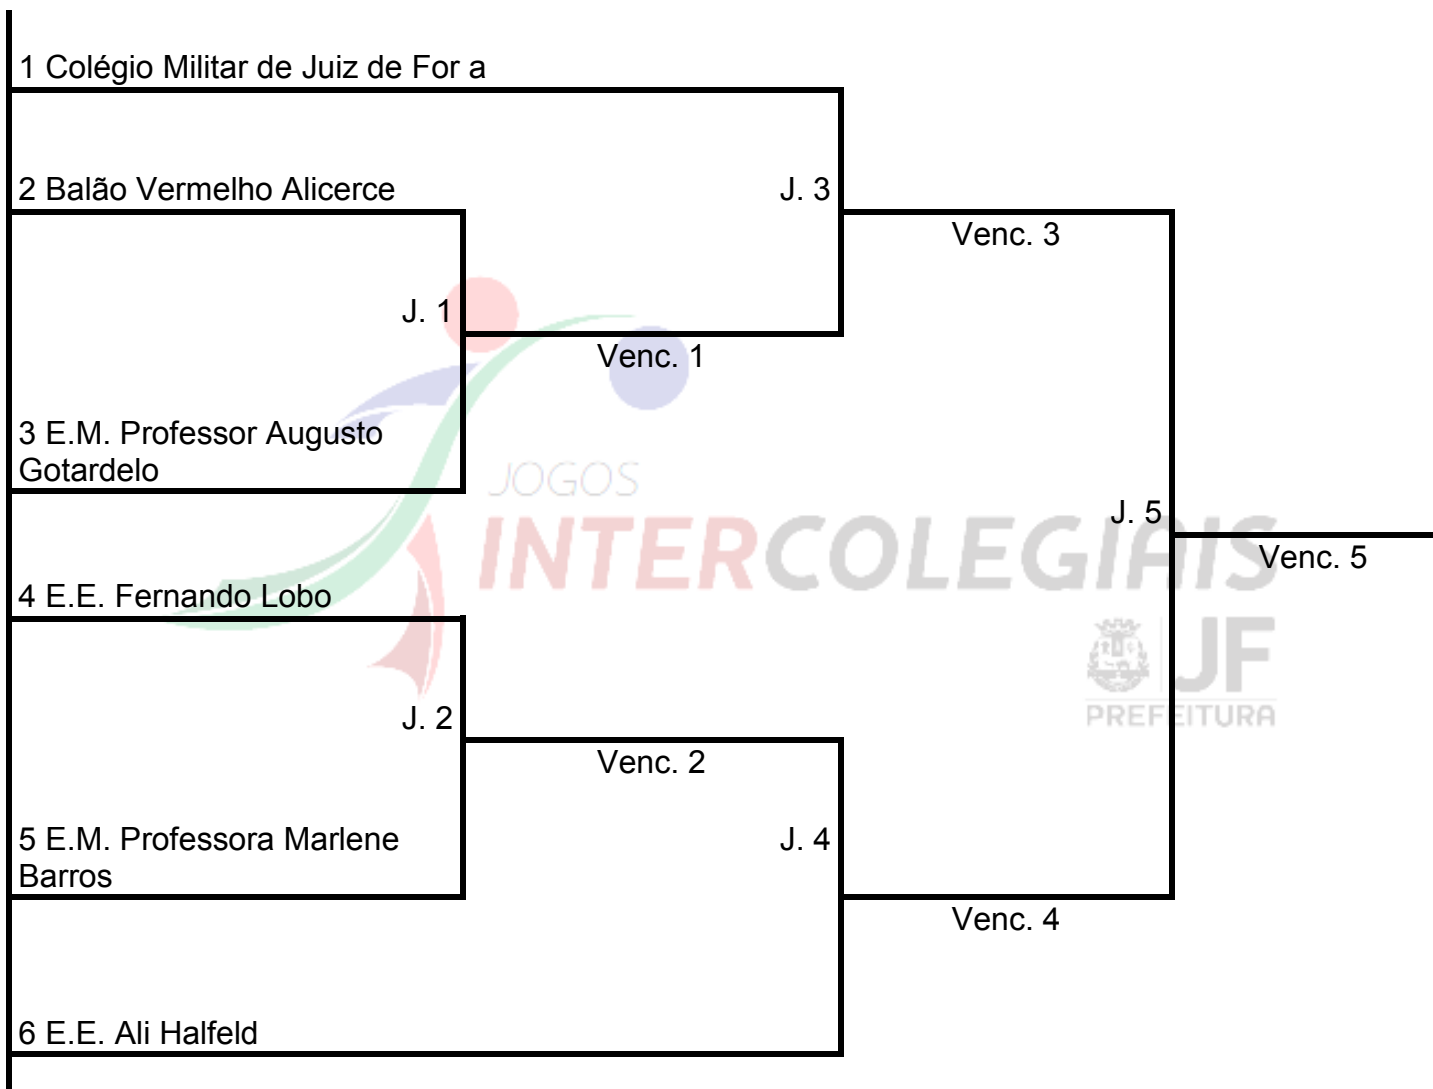 1 Colégio Militar de Juiz de For a
2 Balão Vermelho Alicerce
J. 3
Venc. 3
J. 1
Venc. 1
3 E.M. Professor Augusto
Gotardelo
JOGOS
INTERCOLEGIAIS
J. 5
Venc. 5
4 E.E. Fernando Lobo
JF
PREFEITURA
J. 2
Venc. 2
5 E.M. Professora Marlene
Barros
J. 4
Venc. 4
6 E.E. Ali Halfeld